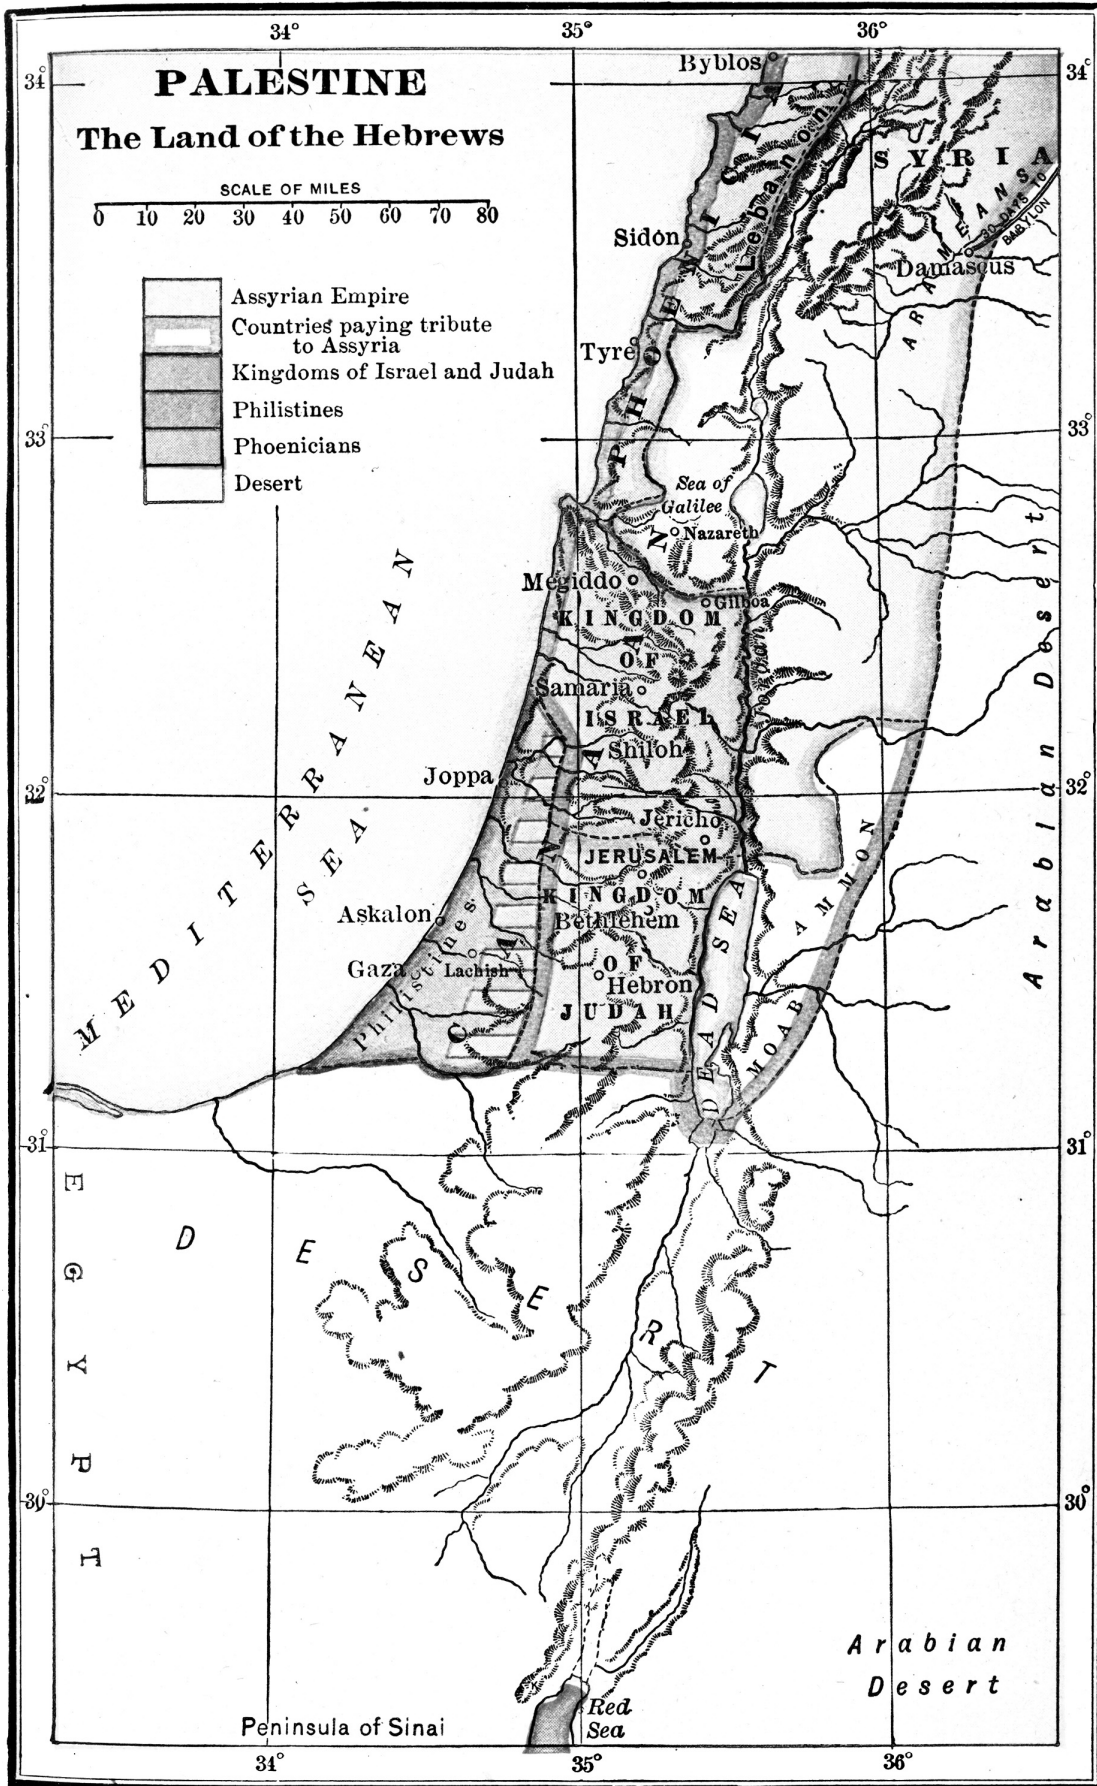 34° 35° 36°
34° 34°
PALESTINE
The Land of the Hebrews
SCALE OF MILES
0 10 20 30 40 50 60 70 80
Assyrian Empire
Countries paying tribute
to Assyria
Kingdoms of Israel and Judah
Philistines
Phoenicians
Desert
Byblos
PHOENICIA
Lebanon
SYRIA
ARAMEANS
30 DAYS TO
BABYLON
Sidon
Damascus
Tyre
33° 33°
Sea of
Galilee
Nazareth
Megiddo
Gilboa
KINGDOM
OF
Samaria
ISRAEL
Shiloh
Jordan
CANAAN
MEDITERRANEAN
SEA
Arabian Desert
Joppa
32° 32°
Jericho
JERUSALEM
KINGDOM
Bethlehem
Askalon
Gaza
Lachish
Philistines
OF
Hebron
JUDAH
DEAD SEA
AMMON
MOAB
31° 31°
EGYPT
DESERT
30° 30°
Arabian
Desert
Red
Sea
Peninsula of Sinai
34° 35° 36°